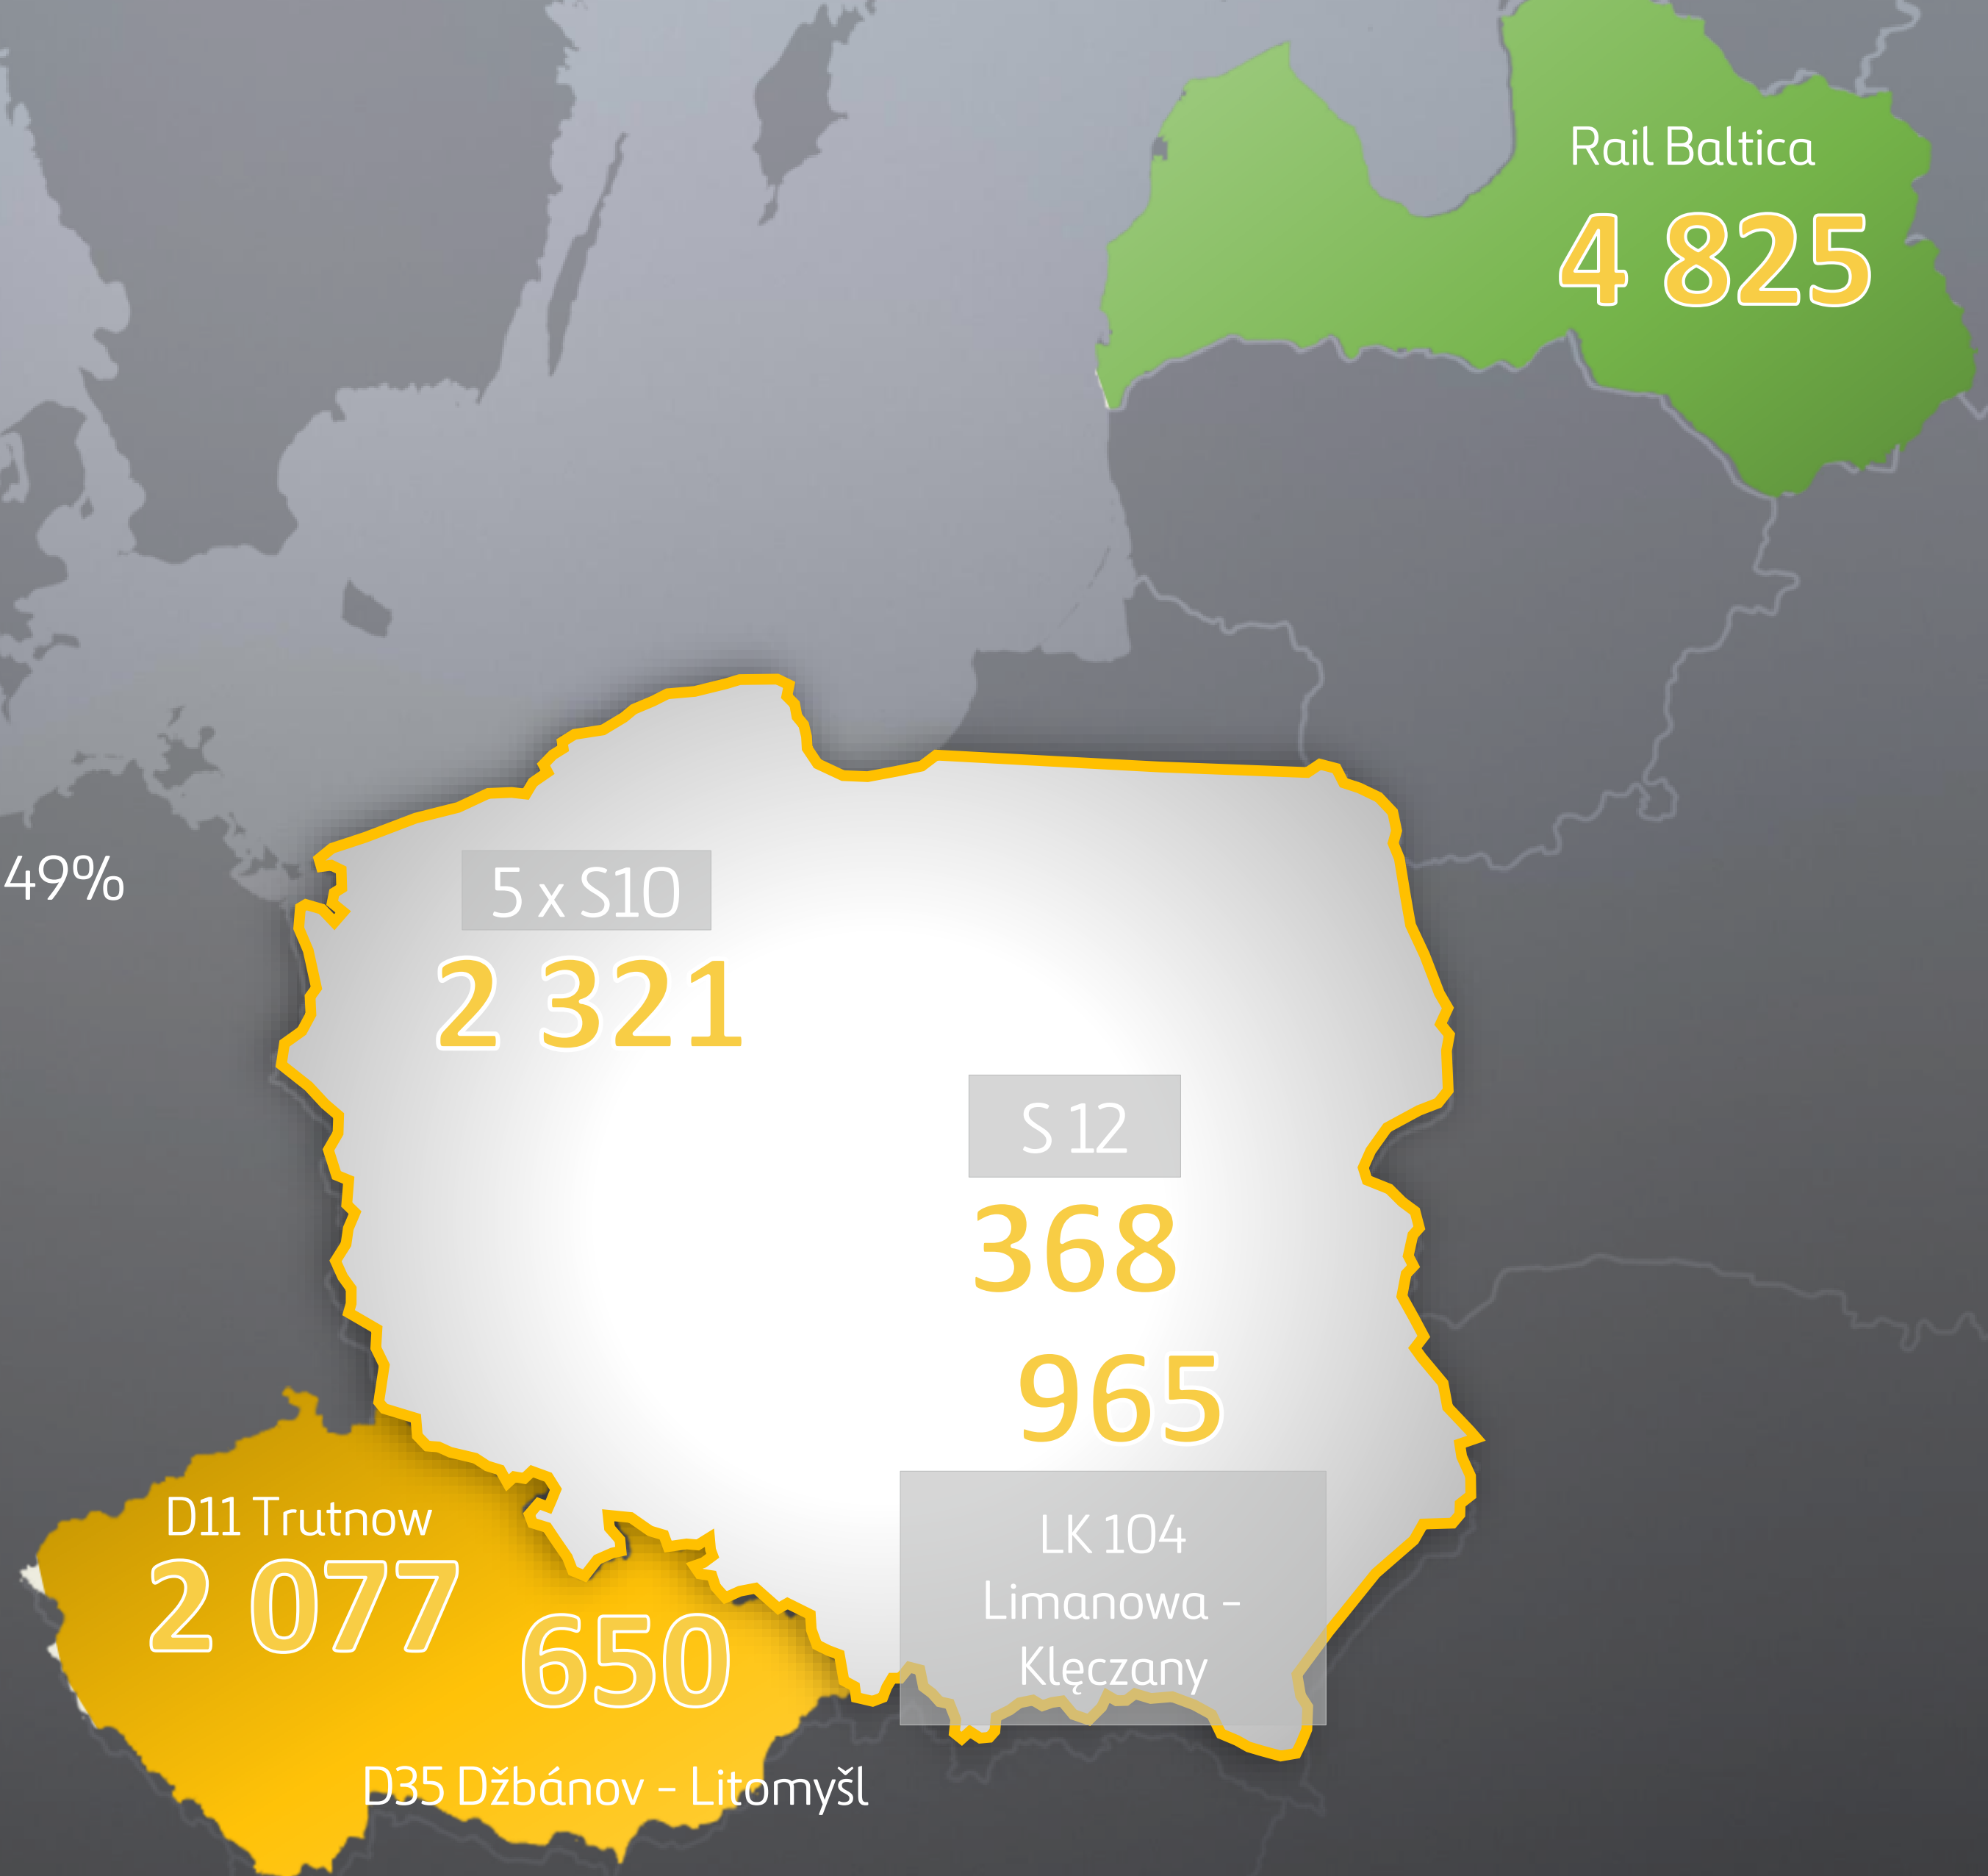 Rail Baltica
4 825
49%
5 x S10
2 321
S 12
368
965
LK 104
Limanowa -
Klęczany
D11 Trutnow
2 077
650
D35 Džbánov - Litomyšl